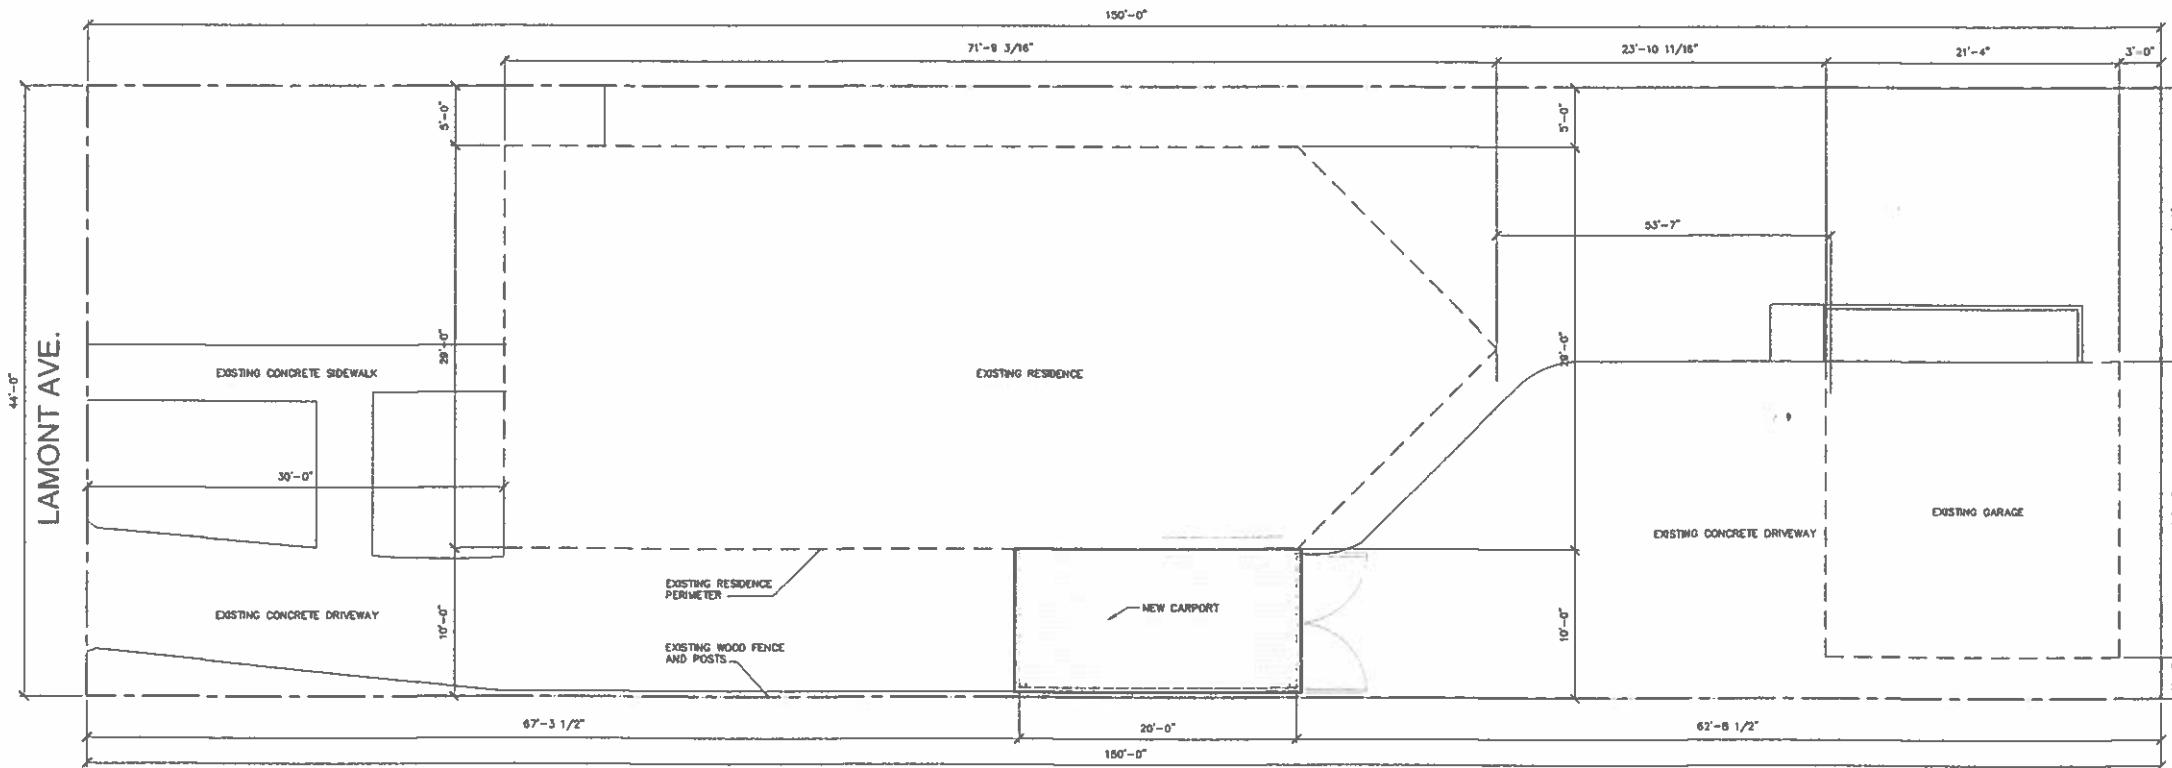 150'-0"
71'-9 3/16"
23'-10 11/16"
21'-4"
3'-0"
5'-0"
5'-0"
53'-7"
44'-0"
LAMONT AVE.
29'-0"
29'-0"
EXISTING CONCRETE SIDEWALK
EXISTING RESIDENCE
30'-0"
EXISTING GARAGE
EXISTING CONCRETE DRIVEWAY
EXISTING RESIDENCE
PERIMETER
NEW CARPORT
EXISTING CONCRETE DRIVEWAY
10'-0"
10'-0"
EXISTING WOOD FENCE
AND POSTS
67'-3 1/2"
20'-0"
62'-8 1/2"
150'-0"